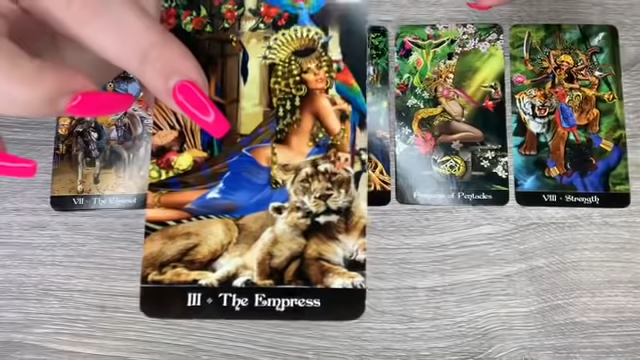 III ⬥ The Empress
VII ⬥ The Chariot
Princess of Pentacles
VIII ⬥ Strength